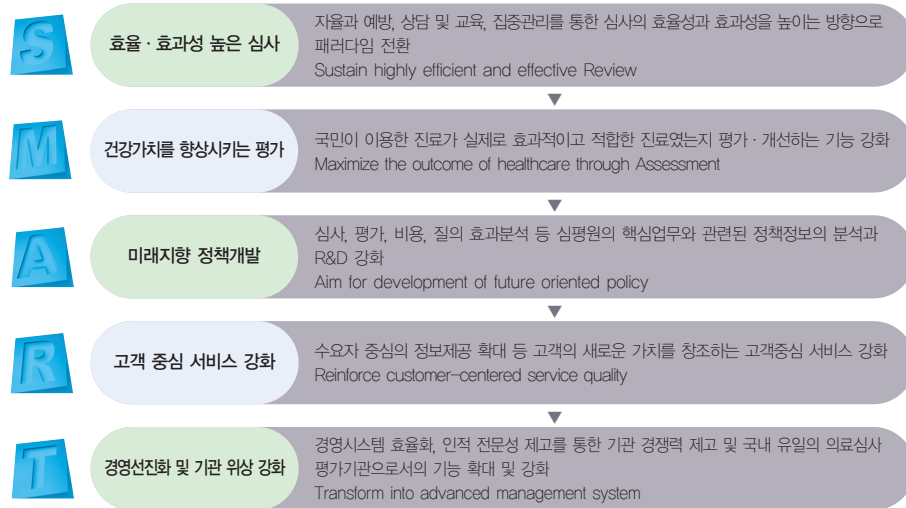 S
효율 · 효과성 높은 심사
자율과 예방, 상담 및 교육, 집중관리를 통한 심사의 효율성과 효과성을 높이는 방향으로
패러다임 전환
Sustain highly efficient and effective Review
M
건강가치를 향상시키는 평가
국민이 이용한 진료가 실제로 효과적이고 적합한 진료였는지 평가 · 개선하는 기능 강화
Maximize the outcome of healthcare through Assessment
A
미래지향 정책개발
심사, 평가, 비용, 질의 효과분석 등 심평원의 핵심업무와 관련된 정책정보의 분석과
R&D 강화
Aim for development of future oriented policy
R
고객 중심 서비스 강화
수요자 중심의 정보제공 확대 등 고객의 새로운 가치를 창조하는 고객중심 서비스 강화
Reinforce customer-centered service quality
T
경영선진화 및 기관 위상 강화
경영시스템 효율화, 인적 전문성 제고를 통한 기관 경쟁력 제고 및 국내 유일의 의료심사
평가기관으로서의 기능 확대 및 강화
Transform into advanced management system